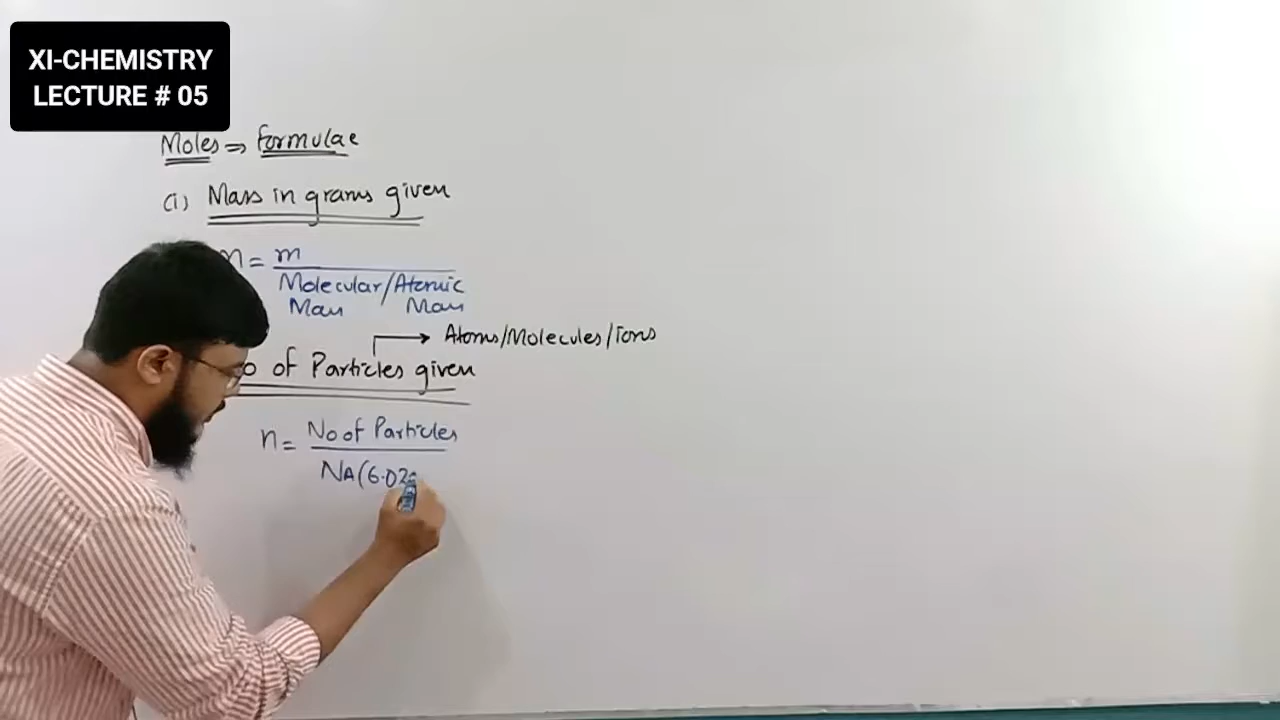 XI-CHEMISTRY
LECTURE # 05
Moles ⇒ formulae
(i) Mass in grams given
n = m
Molecular/Atomic
Mass Mass
Atoms/Molecules/ions
of Particles given
n = No of Particles
NA(6.02